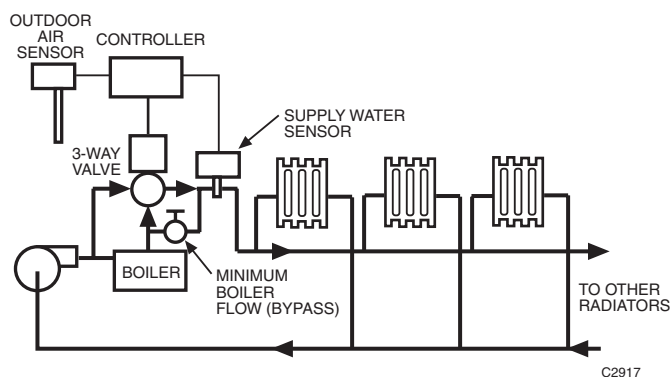 OUTDOOR
AIR
SENSOR
CONTROLLER
SUPPLY WATER
SENSOR
3-WAY
VALVE
BOILER
MINIMUM
BOILER
FLOW (BYPASS)
TO OTHER
RADIATORS
C2917